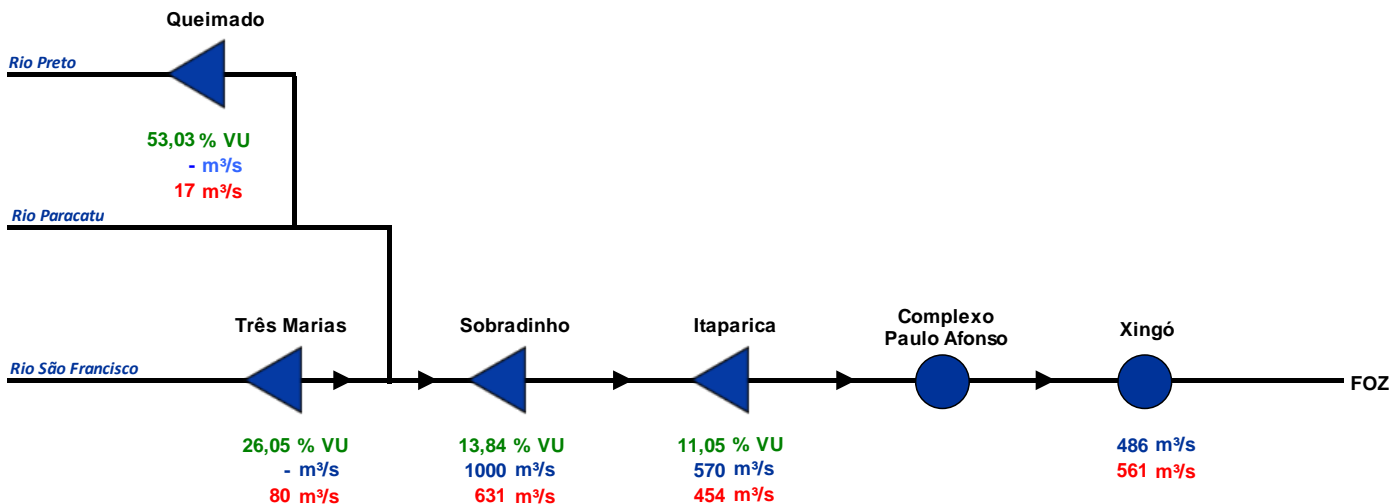 Queimado
Rio Preto
53,03 % VU
- m³/s
17 m³/s
Rio Paracatu
Três Marias
Sobradinho
Itaparica
Complexo
Paulo Afonso
Xingó
Rio São Francisco
FOZ
26,05 % VU
- m³/s
80 m³/s
13,84 % VU
1000 m³/s
631 m³/s
11,05 % VU
570 m³/s
454 m³/s
486 m³/s
561 m³/s